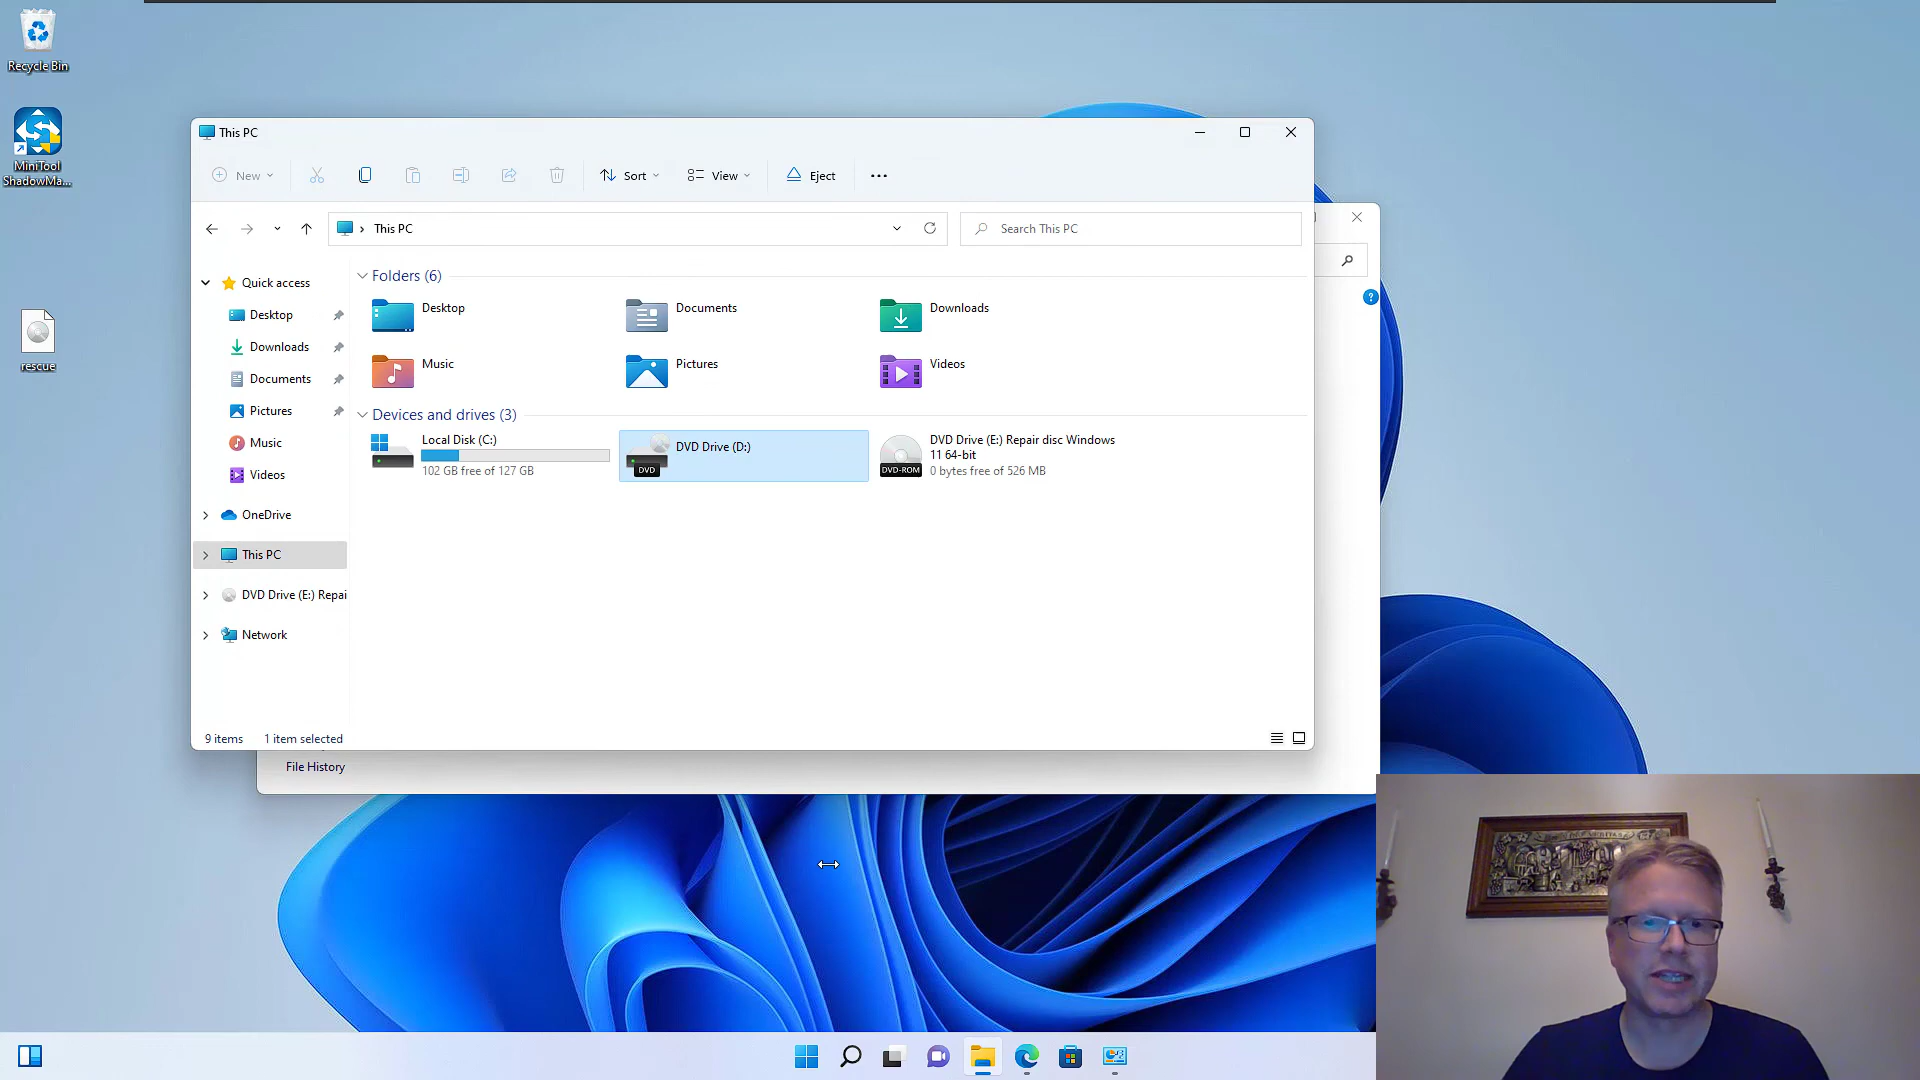 Recycle Bin
MiniTool
ShadowMa...
rescue
This PC
New
Sort
View
Eject
This PC
Search This PC
Quick access
Desktop
Downloads
Documents
Pictures
Music
Videos
OneDrive
This PC
DVD Drive (E:) Repai
Network
Folders (6)
Desktop
Documents
Downloads
Music
Pictures
Videos
Devices and drives (3)
Local Disk (C:)
102 GB free of 127 GB
DVD
DVD Drive (D:)
DVD-ROM
DVD Drive (E:) Repair disc Windows
11 64-bit
0 bytes free of 526 MB
9 items
1 item selected
File History